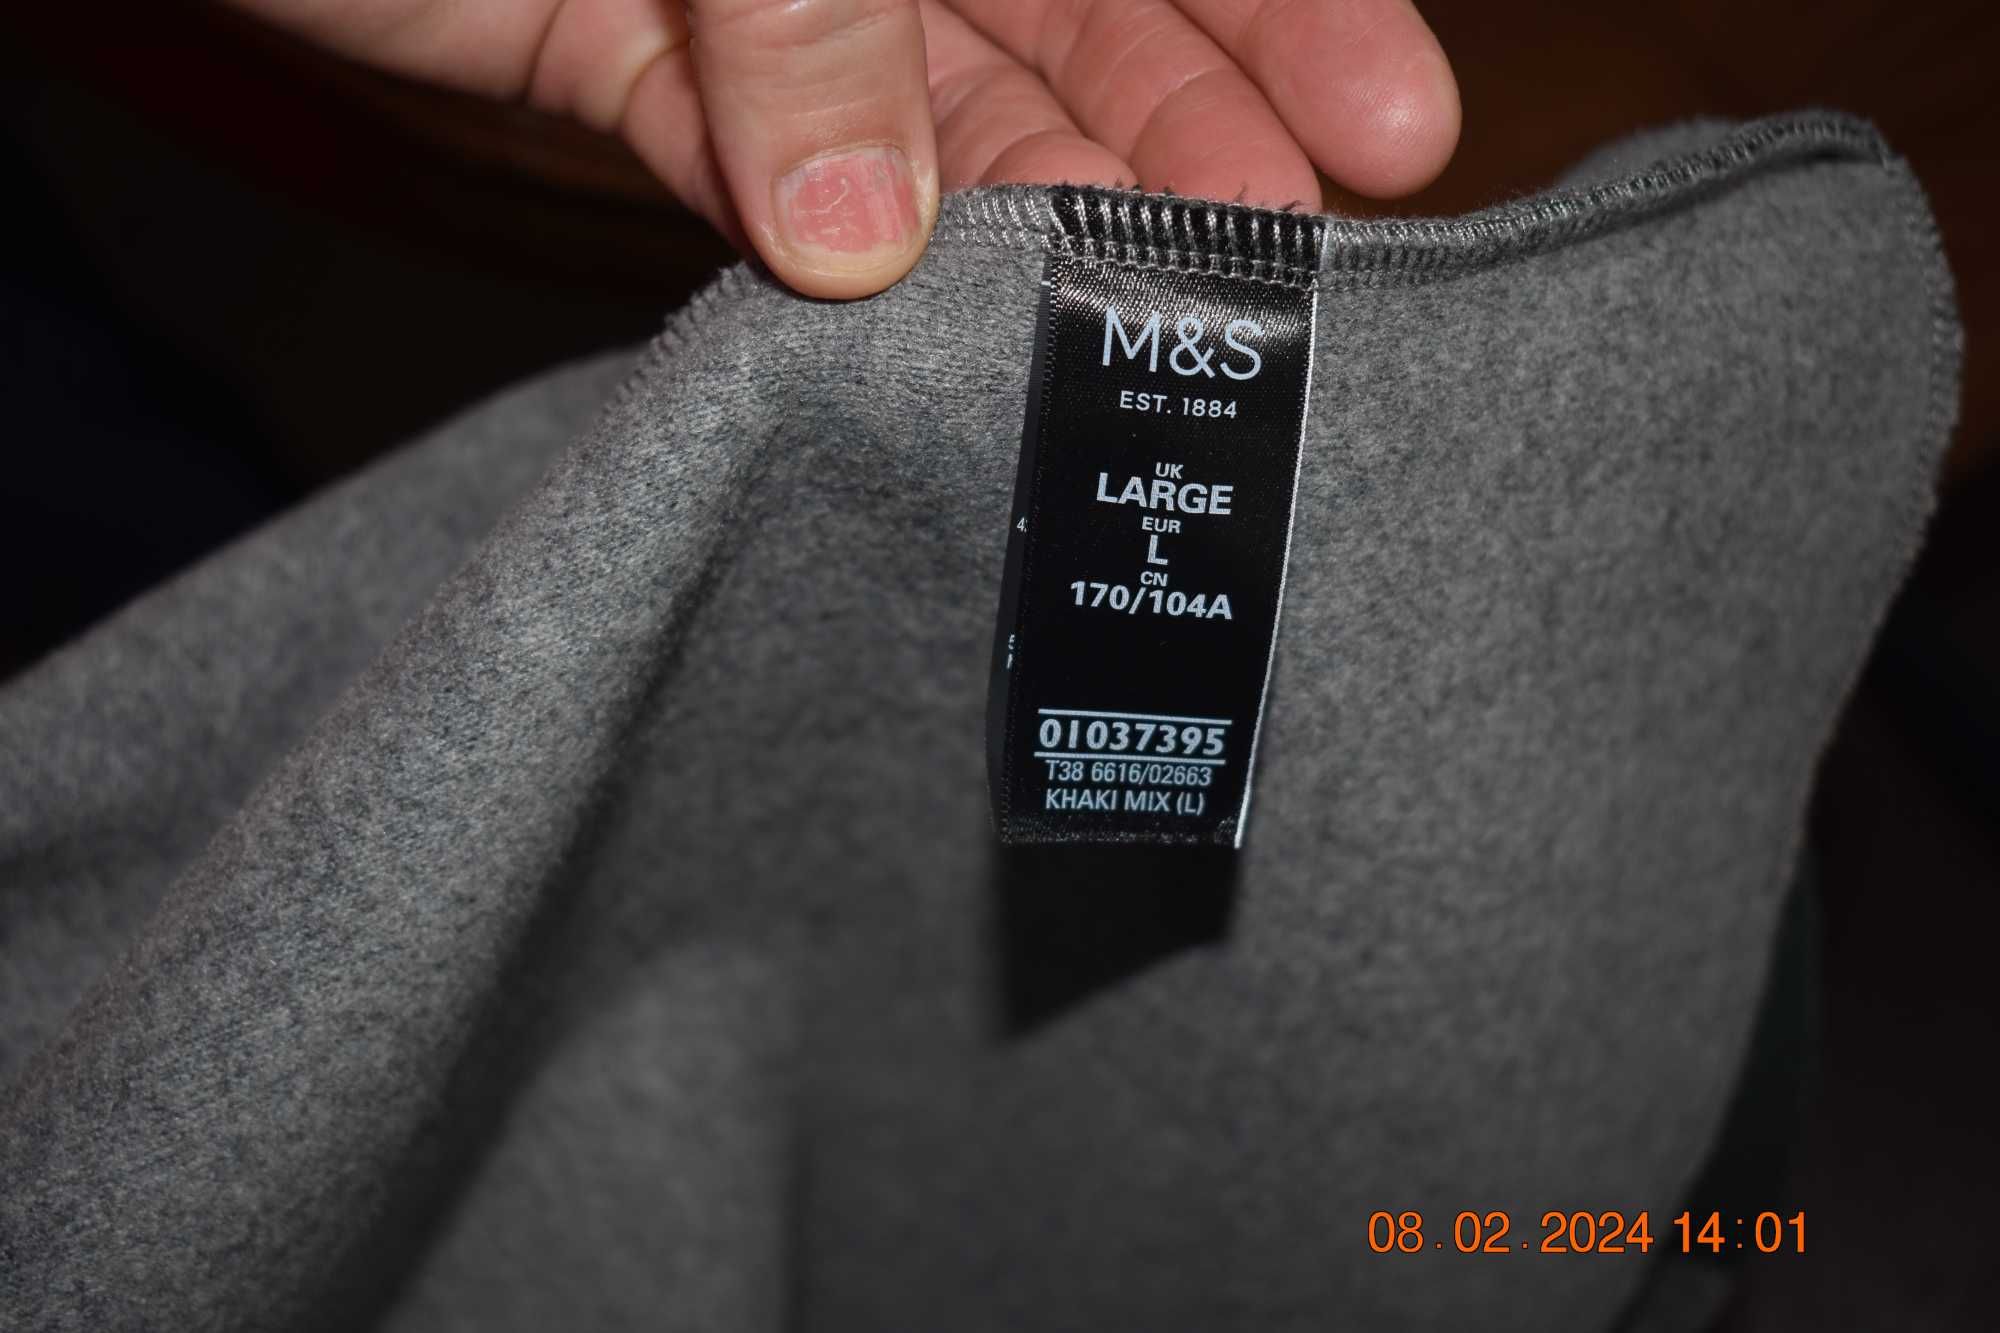 M&S
EST. 1884
UK
LARGE
EUR
L
CN
170/104A
01037395
T38 6616/02663
KHAKI MIX (L)
08.02.2024 14:01